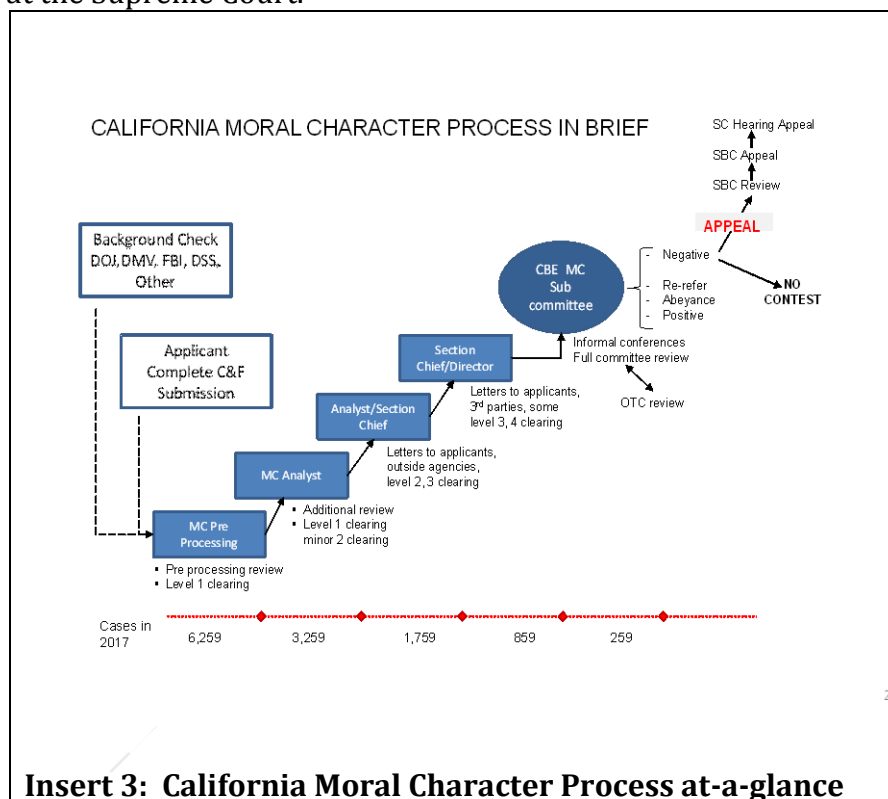 at the Supreme Court.
CALIFORNIA MORAL CHARACTER PROCESS IN BRIEF
SC Hearing Appeal
SBC Appeal
SBC Review
APPEAL
Background Check
DOJ, DMV, FBI, DSS,
Other
Applicant
Complete C&F
Submission
CBE MC
Sub
committee
- Negative
- Re-refer
- Abeyance
- Positive
NO
CONTEST
Informal conferences
Full committee review
OTC review
Section
Chief/Director
Letters to applicants,
3rd parties, some
level 3, 4 clearing
Analyst/Section
Chief
Letters to applicants,
outside agencies,
level 2, 3 clearing
MC Analyst
▪ Additional review
▪ Level 1 clearing
minor 2 clearing
MC Pre
Processing
▪ Pre processing review
▪ Level 1 clearing
Cases in
2017
6,259
3,259
1,759
859
259
2
Insert 3: California Moral Character Process at-a-glance